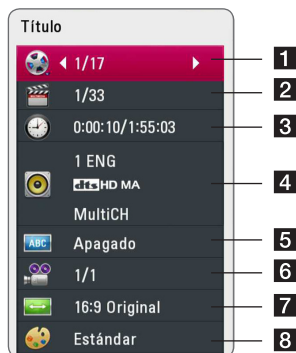 Título
1/17 1
1/33 2
0:00:10/1:55:03 3
1 ENG
dts HD MA 4
MultiCH
ABC Apagado 5
1/1 6
16:9 Original 7
Estándar 8